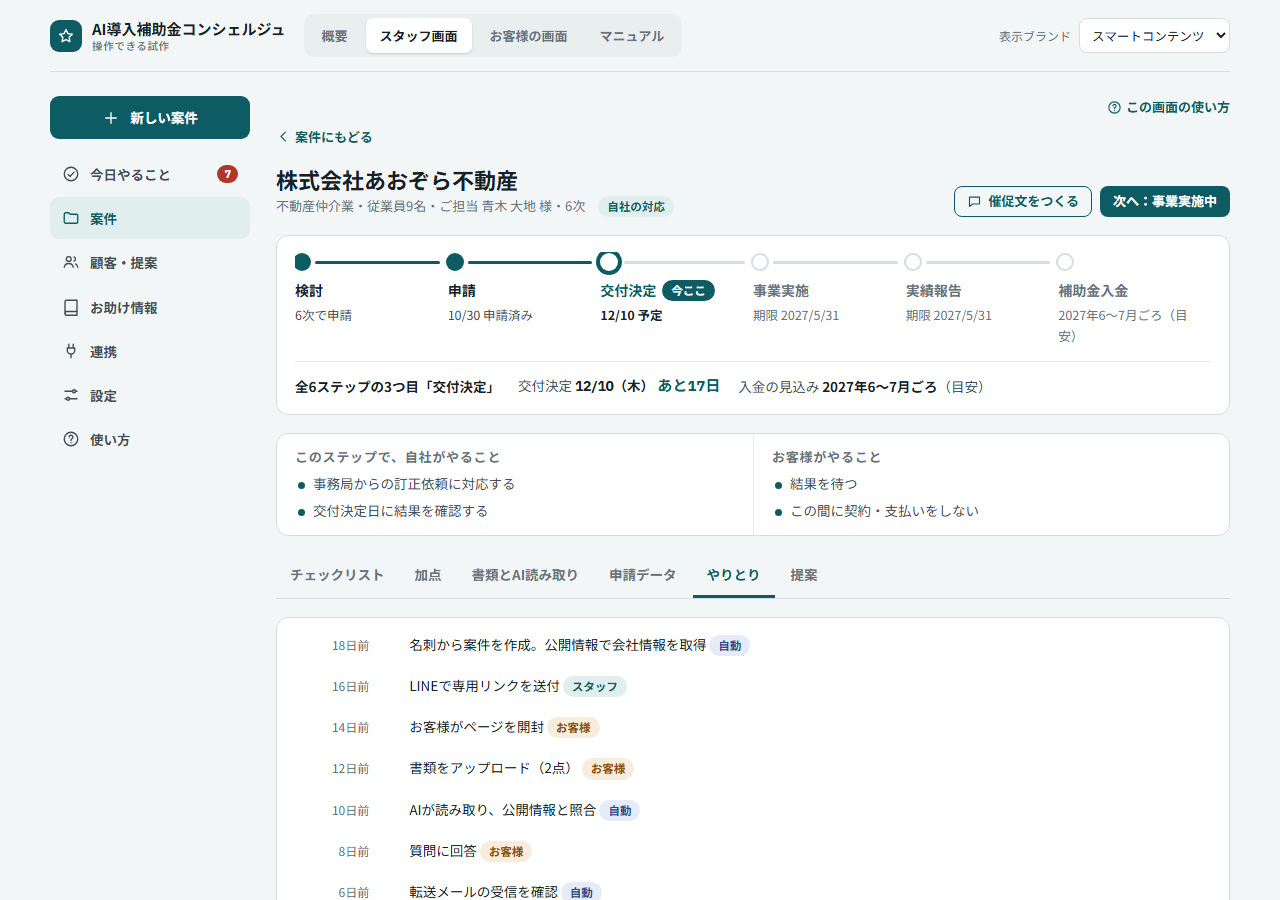 AI導入補助金コンシェルジュ
操作できる試作
概要
スタッフ画面
お客様の画面
マニュアル
表示ブランド
スマートコンテンツ
新しい案件
今日やること 7
案件
顧客・提案
お助け情報
連携
設定
使い方
この画面の使い方
案件にもどる
株式会社あおぞら不動産
不動産仲介業・従業員9名・ご担当 青木 大地 様・6次 自社の対応
催促文をつくる
次へ：事業実施中
検討
6次で申請
申請
10/30 申請済み
交付決定 今ここ
12/10 予定
事業実施
期限 2027/5/31
実績報告
期限 2027/5/31
補助金入金
2027年6〜7月ごろ（目
安）
全6ステップの3つ目「交付決定」 交付決定 12/10（木） あと17日 入金の見込み 2027年6〜7月ごろ（目安）
このステップで、自社がやること
事務局からの訂正依頼に対応する
交付決定日に結果を確認する
お客様がやること
結果を待つ
この間に契約・支払いをしない
チェックリスト 加点 書類とAI読み取り 申請データ やりとり 提案
18日前 名刺から案件を作成。公開情報で会社情報を取得 自動
16日前 LINEで専用リンクを送付 スタッフ
14日前 お客様がページを開封 お客様
12日前 書類をアップロード（2点） お客様
10日前 AIが読み取り、公開情報と照合 自動
8日前 質問に回答 お客様
6日前 転送メールの受信を確認 自動